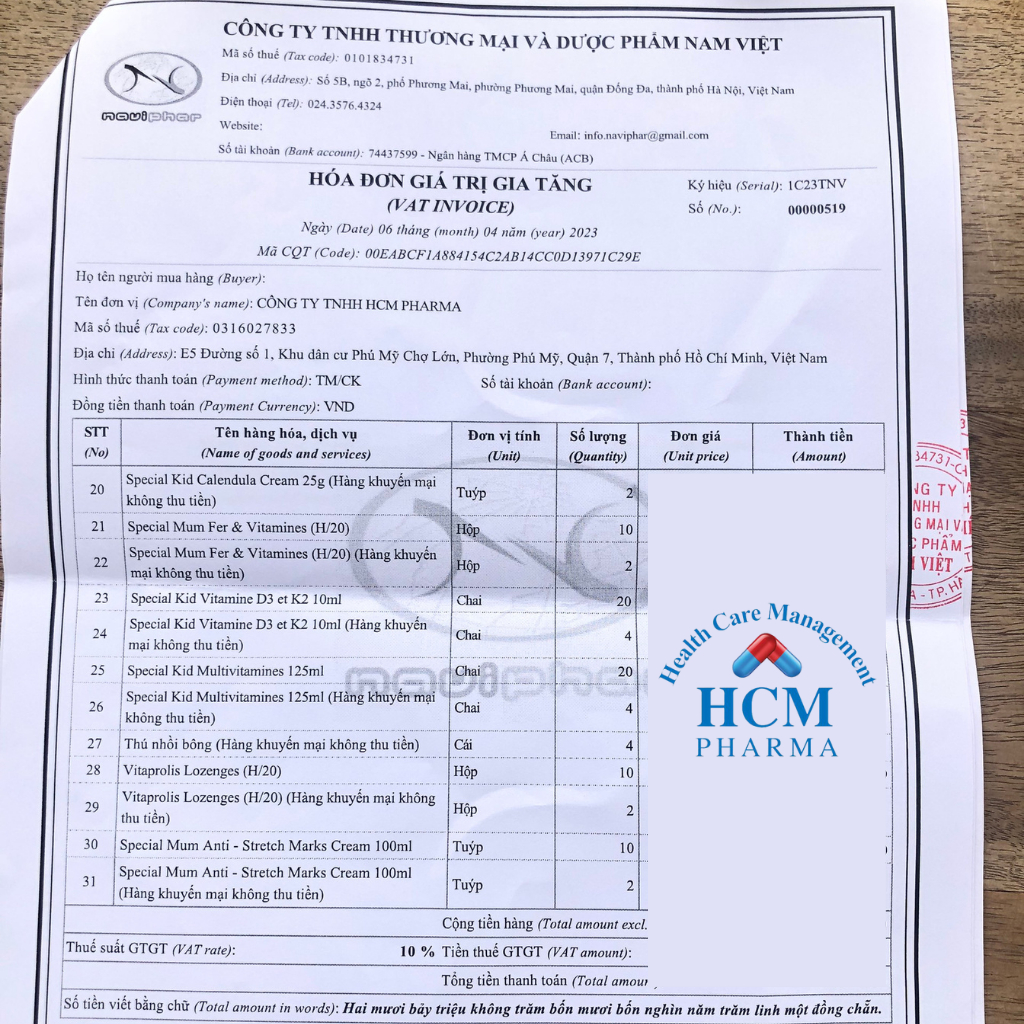 CÔNG TY TNHH THƯƠNG MẠI VÀ DƯỢC PHẨM NAM VIỆT
Mã số thuế (Tax code): 0101834731
Địa chỉ (Address): Số 5B, ngõ 2, phố Phương Mai, phường Phương Mai, quận Đống Đa, thành phố Hà Nội, Việt Nam
Điện thoại (Tel): 024.3576.4324
naviphar
Website: Email: info.naviphar@gmail.com
Số tài khoản (Bank account): 74437599 - Ngân hàng TMCP Á Châu (ACB)
HÓA ĐƠN GIÁ TRỊ GIA TĂNG Ký hiệu (Serial): 1C23TNV
(VAT INVOICE) Số (No.): 00000519
Ngày (Date) 06 tháng (month) 04 năm (year) 2023
Mã CQT (Code): 00EABCF1A884154C2AB14CC0D13971C29E
Họ tên người mua hàng (Buyer):
Tên đơn vị (Company's name): CÔNG TY TNHH HCM PHARMA
Mã số thuế (Tax code): 0316027833
Địa chỉ (Address): E5 Đường số 1, Khu dân cư Phú Mỹ Chợ Lớn, Phường Phú Mỹ, Quận 7, Thành phố Hồ Chí Minh, Việt Nam
Hình thức thanh toán (Payment method): TM/CK Số tài khoản (Bank account):
Đồng tiền thanh toán (Payment Currency): VND
STT Tên hàng hóa, dịch vụ Đơn vị tính Số lượng Đơn giá Thành tiền
(No) (Name of goods and services) (Unit) (Quantity) (Unit price) (Amount)
20 Special Kid Calendula Cream 25g (Hàng khuyến mại không thu tiền) Tuýp 2
21 Special Mum Fer & Vitamines (H/20) Hộp 10
22 Special Mum Fer & Vitamines (H/20) (Hàng khuyến mại không thu tiền) Hộp 2
23 Special Kid Vitamine D3 et K2 10ml Chai 20
24 Special Kid Vitamine D3 et K2 10ml (Hàng khuyến mại không thu tiền) Chai 4
25 Special Kid Multivitamines 125ml Chai 20
26 Special Kid Multivitamines 125ml (Hàng khuyến mại không thu tiền) Chai 4
27 Thú nhồi bông (Hàng khuyến mại không thu tiền) Cái 4
28 Vitaprolis Lozenges (H/20) Hộp 10
29 Vitaprolis Lozenges (H/20) (Hàng khuyến mại không thu tiền) Hộp 2
30 Special Mum Anti - Stretch Marks Cream 100ml Tuýp 10
31 Special Mum Anti - Stretch Marks Cream 100ml (Hàng khuyến mại không thu tiền) Tuýp 2
Cộng tiền hàng (Total amount excl.
Thuế suất GTGT (VAT rate): 10 % Tiền thuế GTGT (VAT amount):
Tổng tiền thanh toán (Total amou
Số tiền viết bằng chữ (Total amount in words): Hai mươi bảy triệu không trăm bốn mươi bốn nghìn năm trăm linh một đồng chẵn.
naviphar
Health Care Management
HCM
PHARMA
34731-C
NG TY
NHH
G MẠI V
C PHẨM
VIỆT
A - TP. H